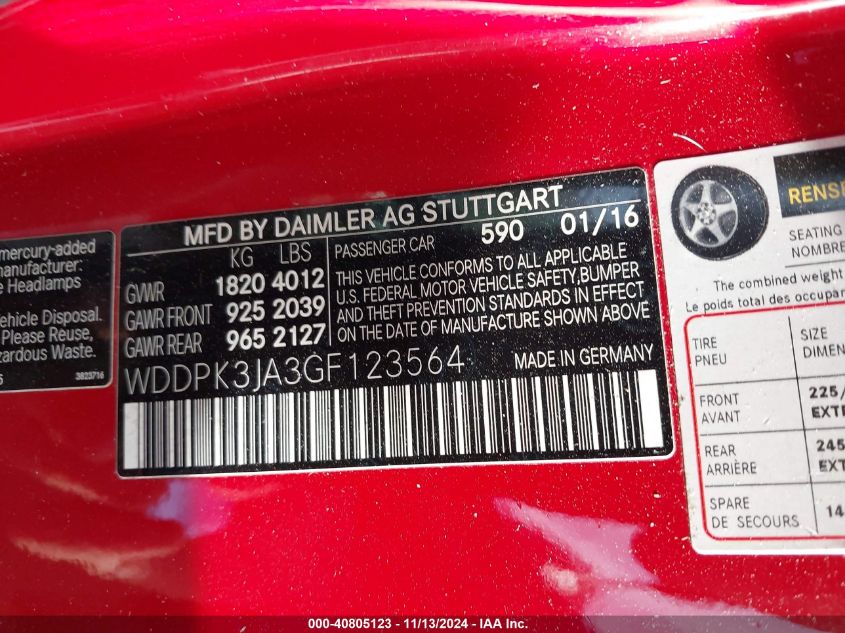 mercury-added
manufacturer:
Headlamps
Vehicle Disposal.
Please Reuse,
Hazardous Waste.
3823716
MFD BY DAIMLER AG STUTTGART
KG LBS
GVWR 1820 4012
GAWR FRONT 925 2039
GAWR REAR 965 2127
PASSENGER CAR 590 01/16
THIS VEHICLE CONFORMS TO ALL APPLICABLE
U.S. FEDERAL MOTOR VEHICLE SAFETY,BUMPER
AND THEFT PREVENTION STANDARDS IN EFFECT
ON THE DATE OF MANUFACTURE SHOWN ABOVE
WDDPK3JA3GF123564 MADE IN GERMANY
RENSE
SEATING
NOMBRE
The combined weight
Le poids total des occupan
TIRE SIZE
PNEU DIMEN
FRONT 225/
AVANT EXTR
REAR 245
ARRIÈRE EXT
SPARE 14
DE SECOURS
000-40805123 - 11/13/2024 - IAA Inc.